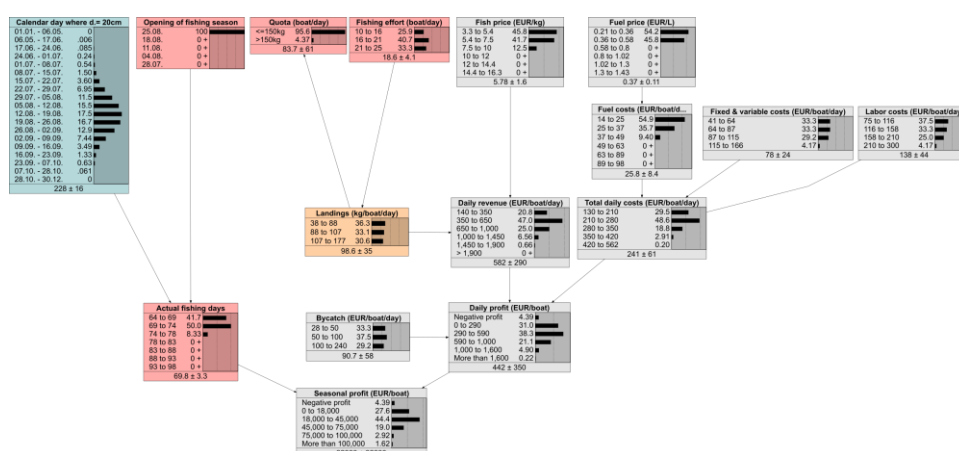 Calendar day where d.= 20cm
01.01. - 06.05. 0
06.05. - 17.06. .006
17.06. - 24.06. .085
24.06. - 01.07. 0.24
01.07. - 08.07. 0.54
08.07. - 15.07. 1.50
15.07. - 22.07. 3.60
22.07. - 29.07. 6.95
29.07. - 05.08. 11.5
05.08. - 12.08. 15.5
12.08. - 19.08. 17.5
19.08. - 26.08. 16.7
26.08. - 02.09. 12.9
02.09. - 09.09. 7.44
09.09. - 16.09. 3.49
16.09. - 23.09. 1.33
23.09. - 07.10. 0.63
07.10. - 28.10. .061
28.10. - 30.12. 0
228 ± 16
Opening of fishing season
25.08. 100
18.08. 0 +
11.08. 0 +
04.08. 0 +
28.07. 0 +
Quota (boat/day)
<=150kg 95.6
>150kg 4.37
83.7 ± 61
Fishing effort (boat/day)
10 to 16 25.9
16 to 21 40.7
21 to 25 33.3
18.6 ± 4.1
Fish price (EUR/kg)
3.3 to 5.4 45.8
5.4 to 7.5 41.7
7.5 to 10 12.5
10 to 12 0 +
12 to 14.4 0 +
14.4 to 16.3 0 +
5.78 ± 1.6
Fuel price (EUR/L)
0.21 to 0.36 54.2
0.36 to 0.58 45.8
0.58 to 0.8 0 +
0.8 to 1.02 0 +
1.02 to 1.3 0 +
1.3 to 1.43 0 +
0.37 ± 0.11
Fuel costs (EUR/boat/d...
14 to 25 54.9
25 to 37 35.7
37 to 49 9.40
49 to 63 0 +
63 to 89 0 +
89 to 98 0 +
25.8 ± 8.4
Fixed & variable costs (EUR/boat/day)
41 to 64 33.3
64 to 87 33.3
87 to 115 29.2
115 to 166 4.17
78 ± 24
Labor costs (EUR/boat/day)
75 to 116 37.5
116 to 158 33.3
158 to 210 25.0
210 to 300 4.17
138 ± 44
Landings (kg/boat/day)
38 to 88 36.3
88 to 107 33.1
107 to 177 30.6
98.6 ± 35
Daily revenue (EUR/boat/day)
140 to 350 20.8
350 to 650 47.0
650 to 1,000 25.0
1,000 to 1,450 6.56
1,450 to 1,900 0.66
> 1,900 0 +
582 ± 290
Total daily costs (EUR/boat/day)
130 to 210 29.5
210 to 280 48.6
280 to 350 18.8
350 to 420 2.91
420 to 562 0.20
241 ± 61
Actual fishing days
64 to 69 41.7
69 to 74 50.0
74 to 78 8.33
78 to 83 0 +
83 to 88 0 +
88 to 93 0 +
93 to 98 0 +
69.8 ± 3.3
Bycatch (EUR/boat/day)
28 to 50 33.3
50 to 100 37.5
100 to 240 29.2
90.7 ± 58
Daily profit (EUR/boat)
Negative profit 4.39
0 to 290 31.0
290 to 590 38.3
590 to 1,000 21.1
1,000 to 1,600 4.90
More than 1,600 0.22
442 ± 350
Seasonal profit (EUR/boat)
Negative profit 4.39
0 to 18,000 27.6
18,000 to 45,000 44.4
45,000 to 75,000 19.0
75,000 to 100,000 2.92
More than 100,000 1.62